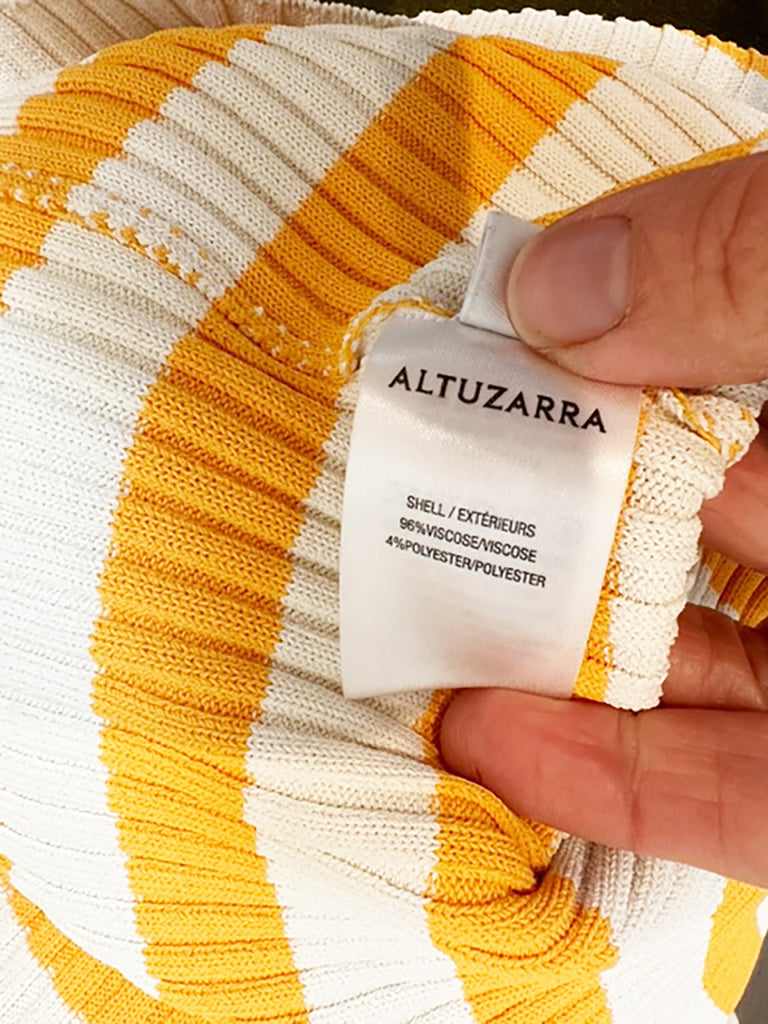 ALTUZARRA
SHELL / EXTÉRIEURS
96%VISCOSE/VISCOSE
4%POLYESTER/POLYESTER